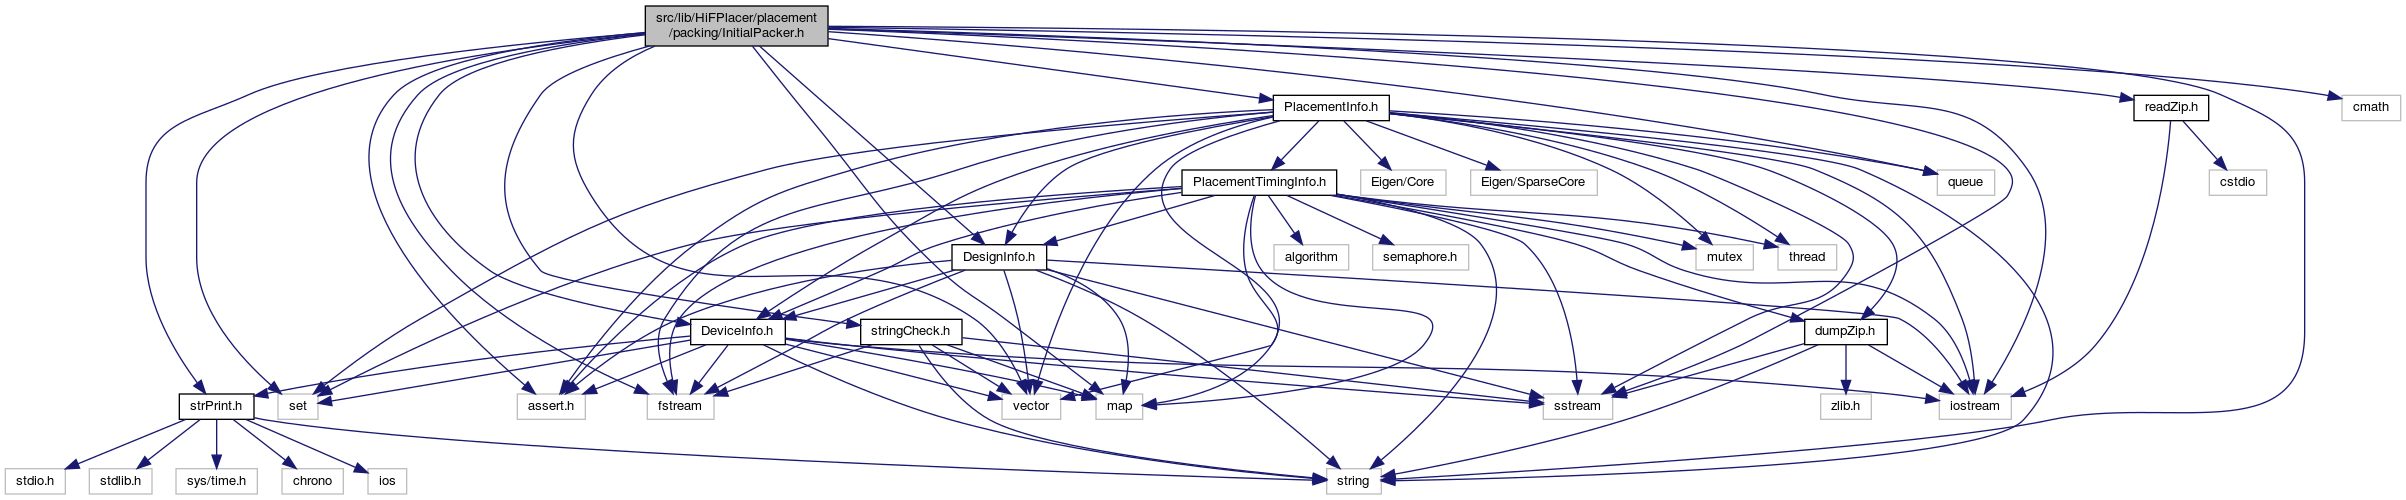 src/lib/HiFPlacer/placement
/packing/InitialPacker.h
PlacementInfo.h
readZip.h
cmath
PlacementTimingInfo.h
Eigen/Core
Eigen/SparseCore
queue
cstdio
DesignInfo.h
algorithm
semaphore.h
mutex
thread
DeviceInfo.h
stringCheck.h
dumpZip.h
strPrint.h
set
assert.h
fstream
vector
map
sstream
zlib.h
iostream
stdio.h
stdlib.h
sys/time.h
chrono
ios
string